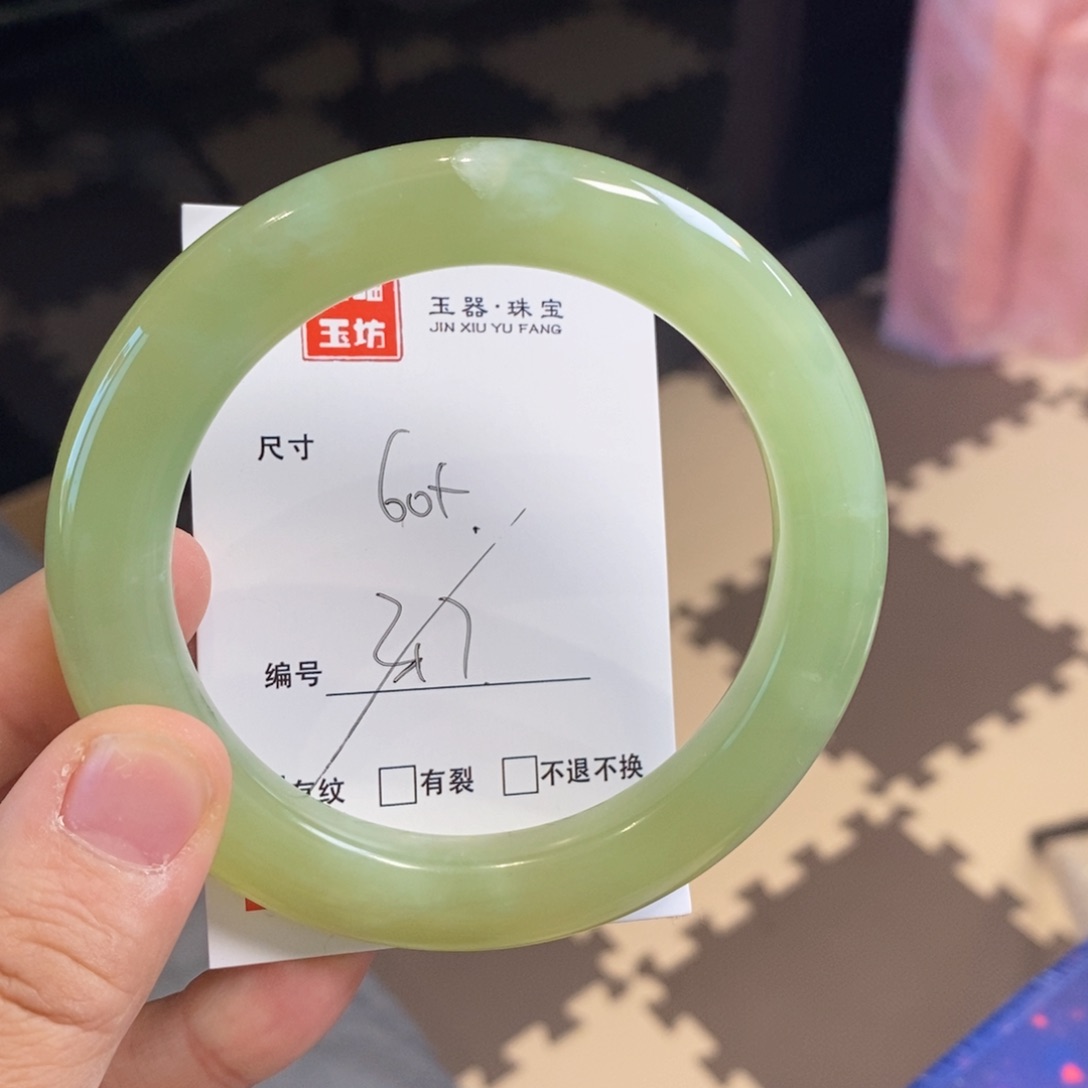 玉坊
玉器·珠宝
JIN XIU YU FANG
尺寸 60+
编号
纹 有裂 不退不换